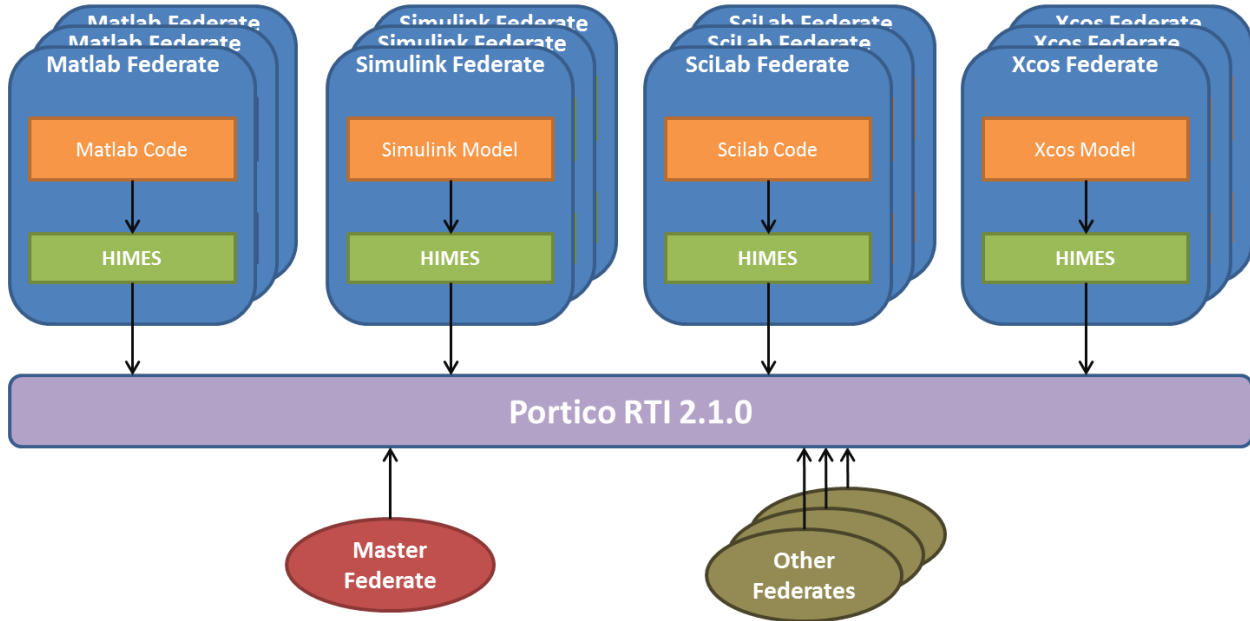 Matlab Federate
Matlab Federate
Matlab Federate
Matlab Code
HIMES
Simulink Federate
Simulink Federate
Simulink Federate
Simulink Model
HIMES
SciLab Federate
SciLab Federate
SciLab Federate
Scilab Code
HIMES
Xcos Federate
Xcos Federate
Xcos Federate
Xcos Model
HIMES
Portico RTI 2.1.0
Master
Federate
Other
Federates